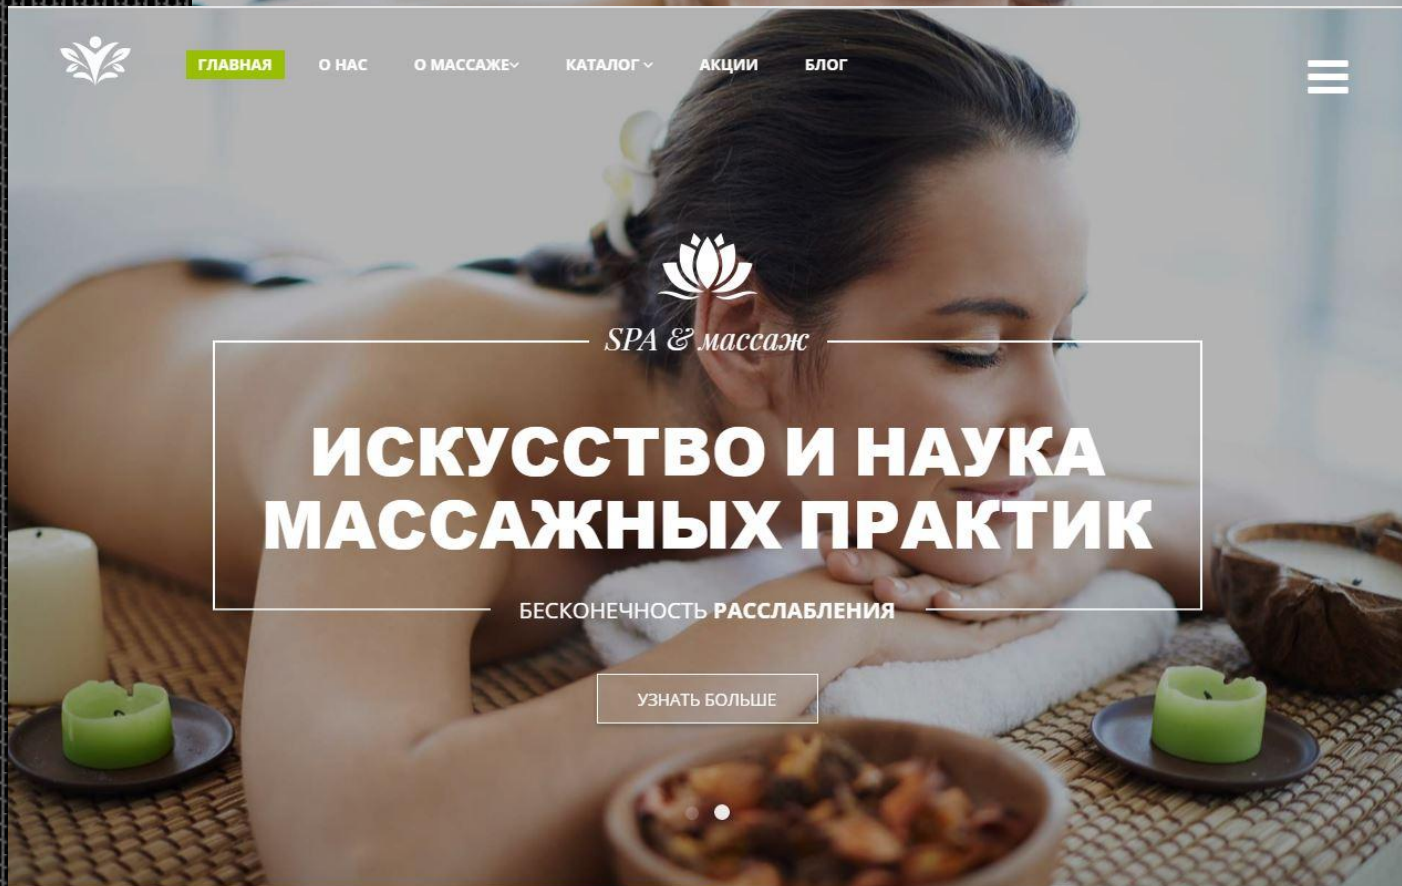 ГЛАВНАЯ О НАС О МАССАЖЕ КАТАЛОГ АКЦИИ БЛОГ
SPA & массаж
ИСКУССТВО И НАУКА
МАССАЖНЫХ ПРАКТИК
БЕСКОНЕЧНОСТЬ РАССЛАБЛЕНИЯ
УЗНАТЬ БОЛЬШЕ